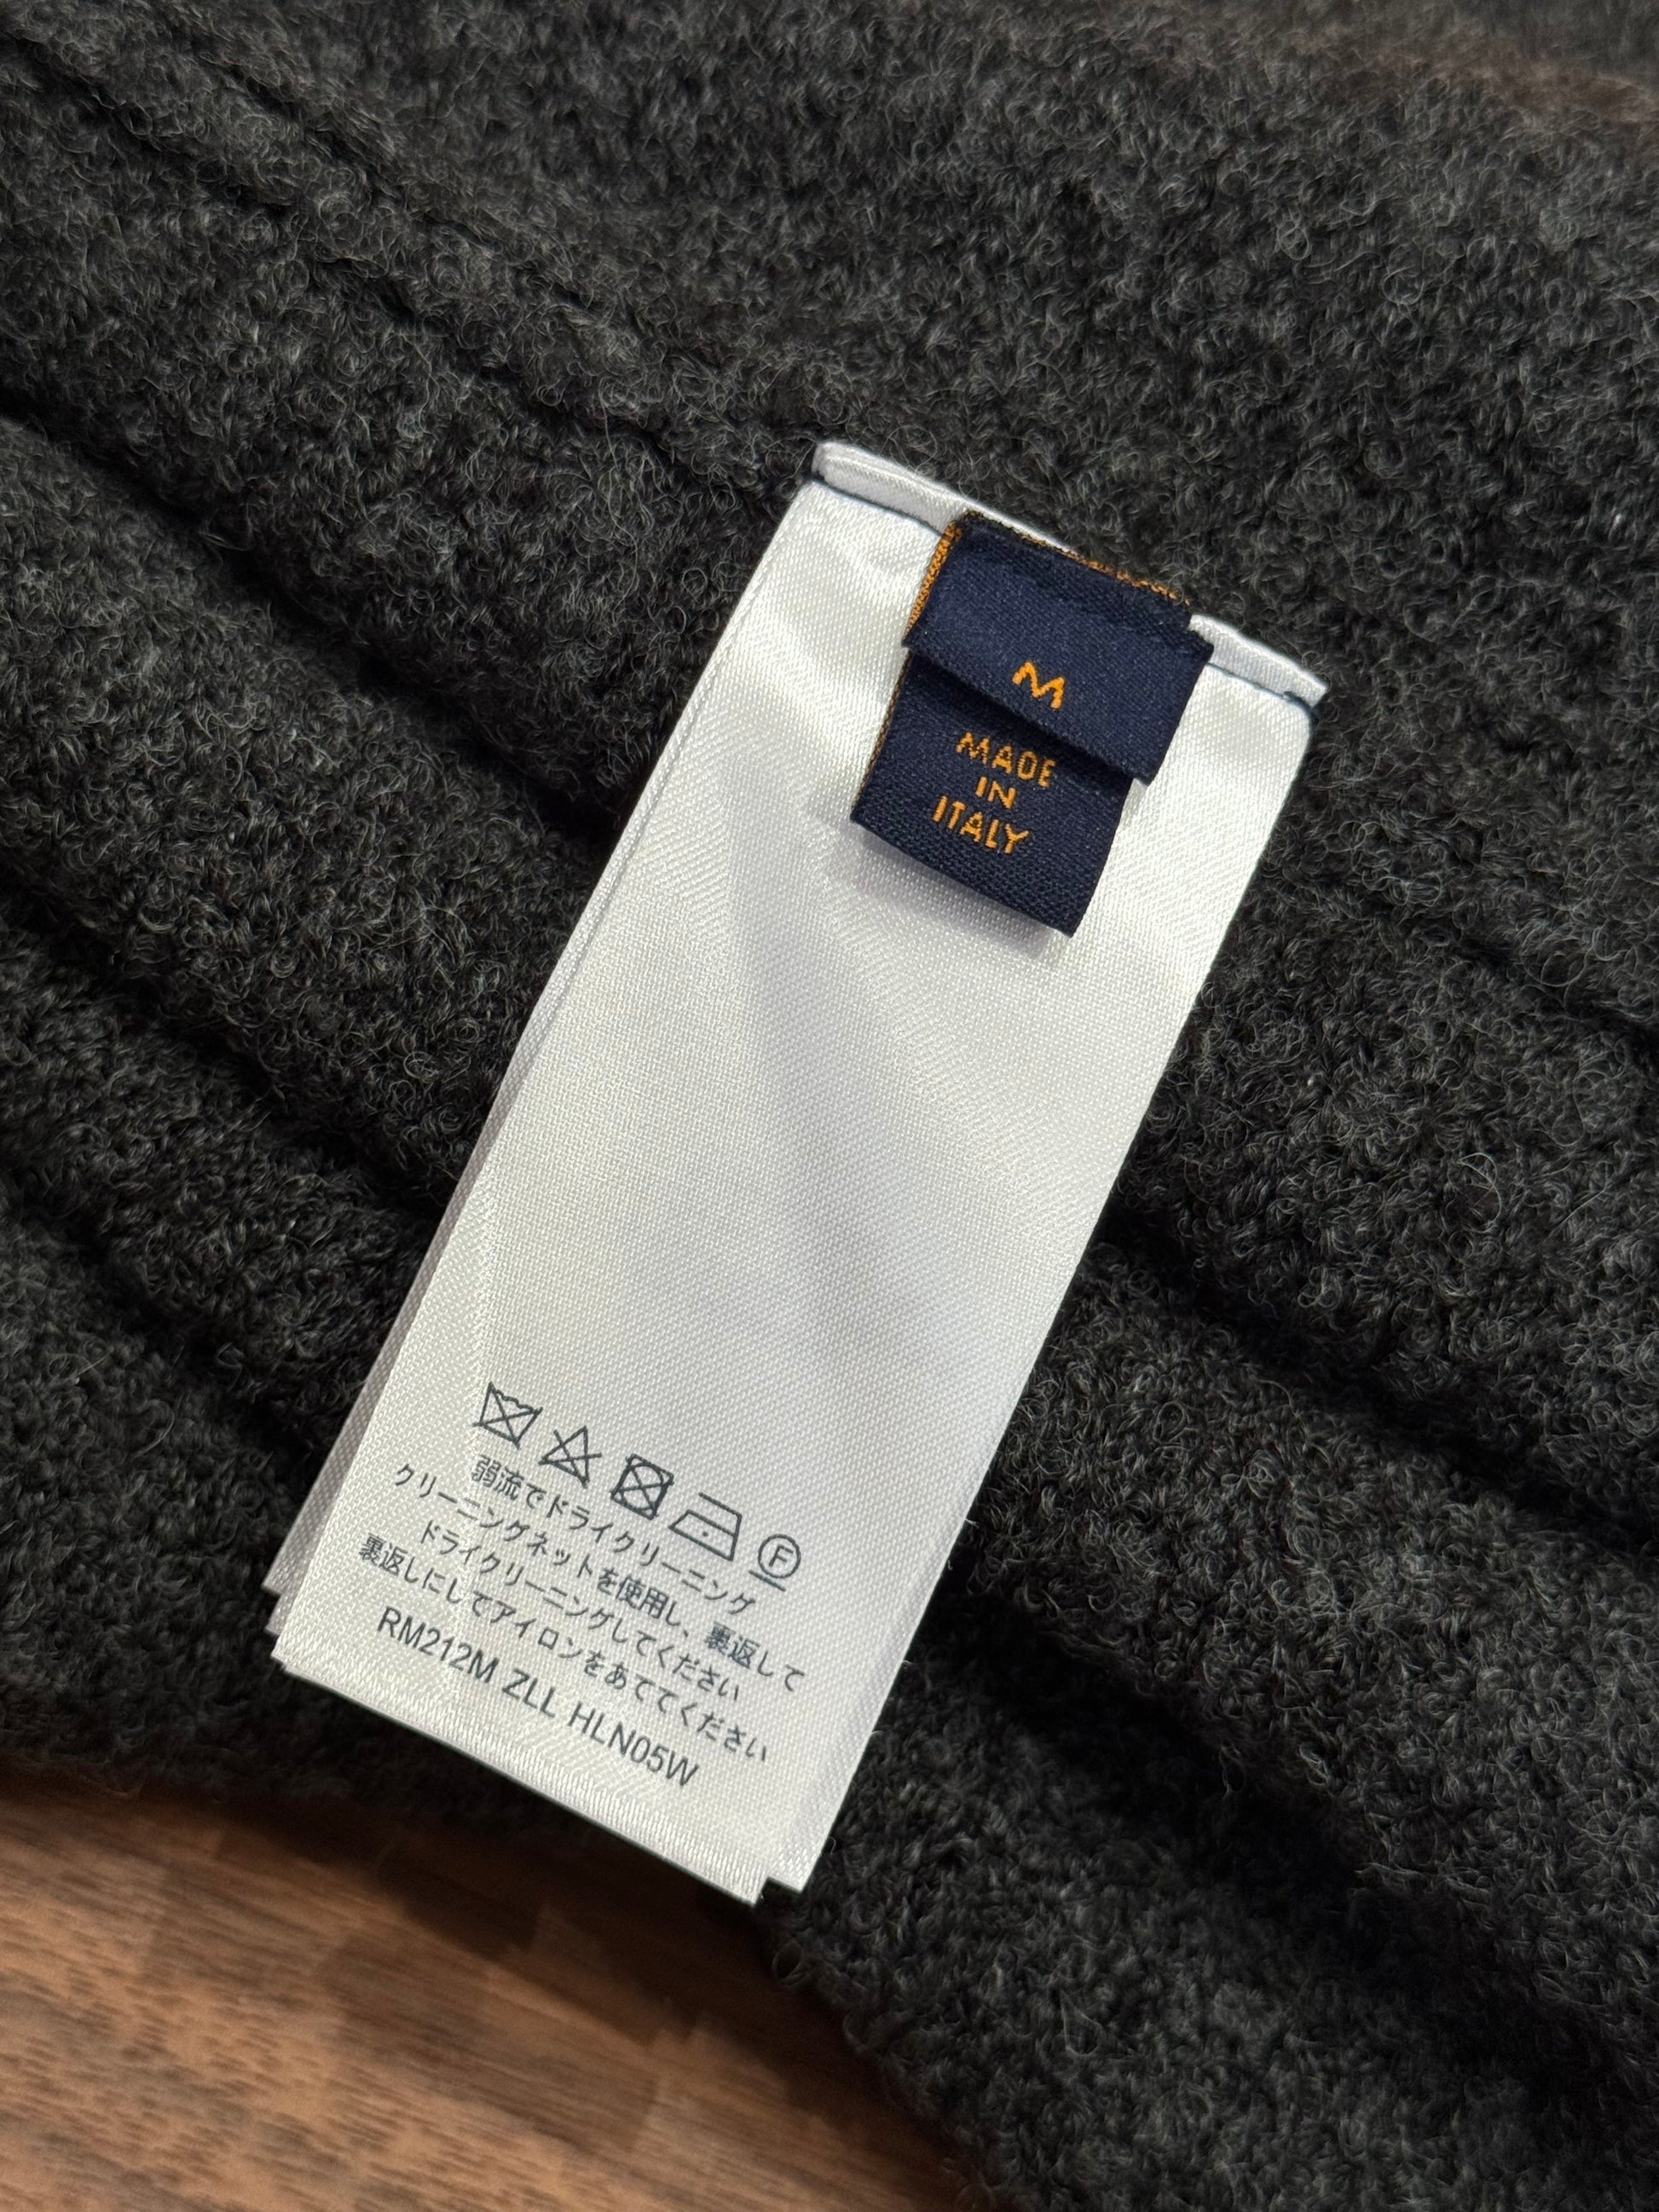 M
MADE
IN
ITALY
F
弱流でドライクリーニング
クリーニングネットを使用し、裏返して
ドライクリーニングしてください
裏返しにしてアイロンをあててください
RM212M ZLL HLN05W